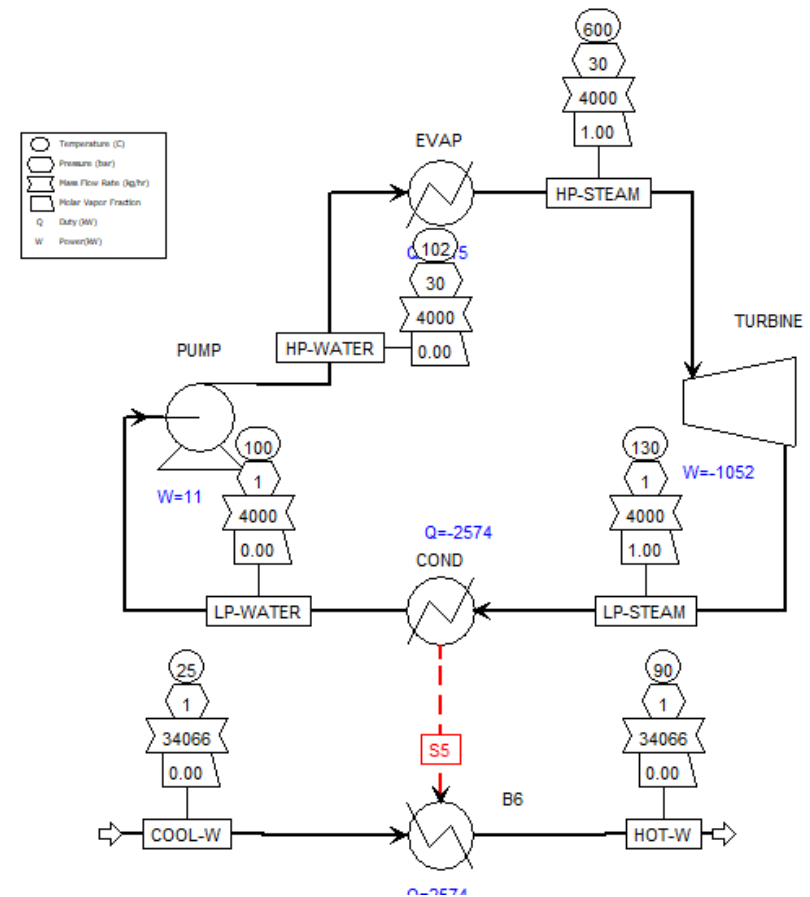 600
30
4000
1.00
HP-STEAM
Temperature (C)
Pressure (bar)
Mass Flow Rate (kg/hr)
Molar Vapor Fraction
Q Duty (kW)
W Power(kW)
EVAP
102
30
4000
0.00
HP-WATER
TURBINE
PUMP
W=11
100
1
4000
0.00
LP-WATER
W=-1052
130
1
4000
1.00
LP-STEAM
Q=-2574
COND
S5
25
1
34066
0.00
COOL-W
90
1
34066
0.00
HOT-W
B6
Q=2574